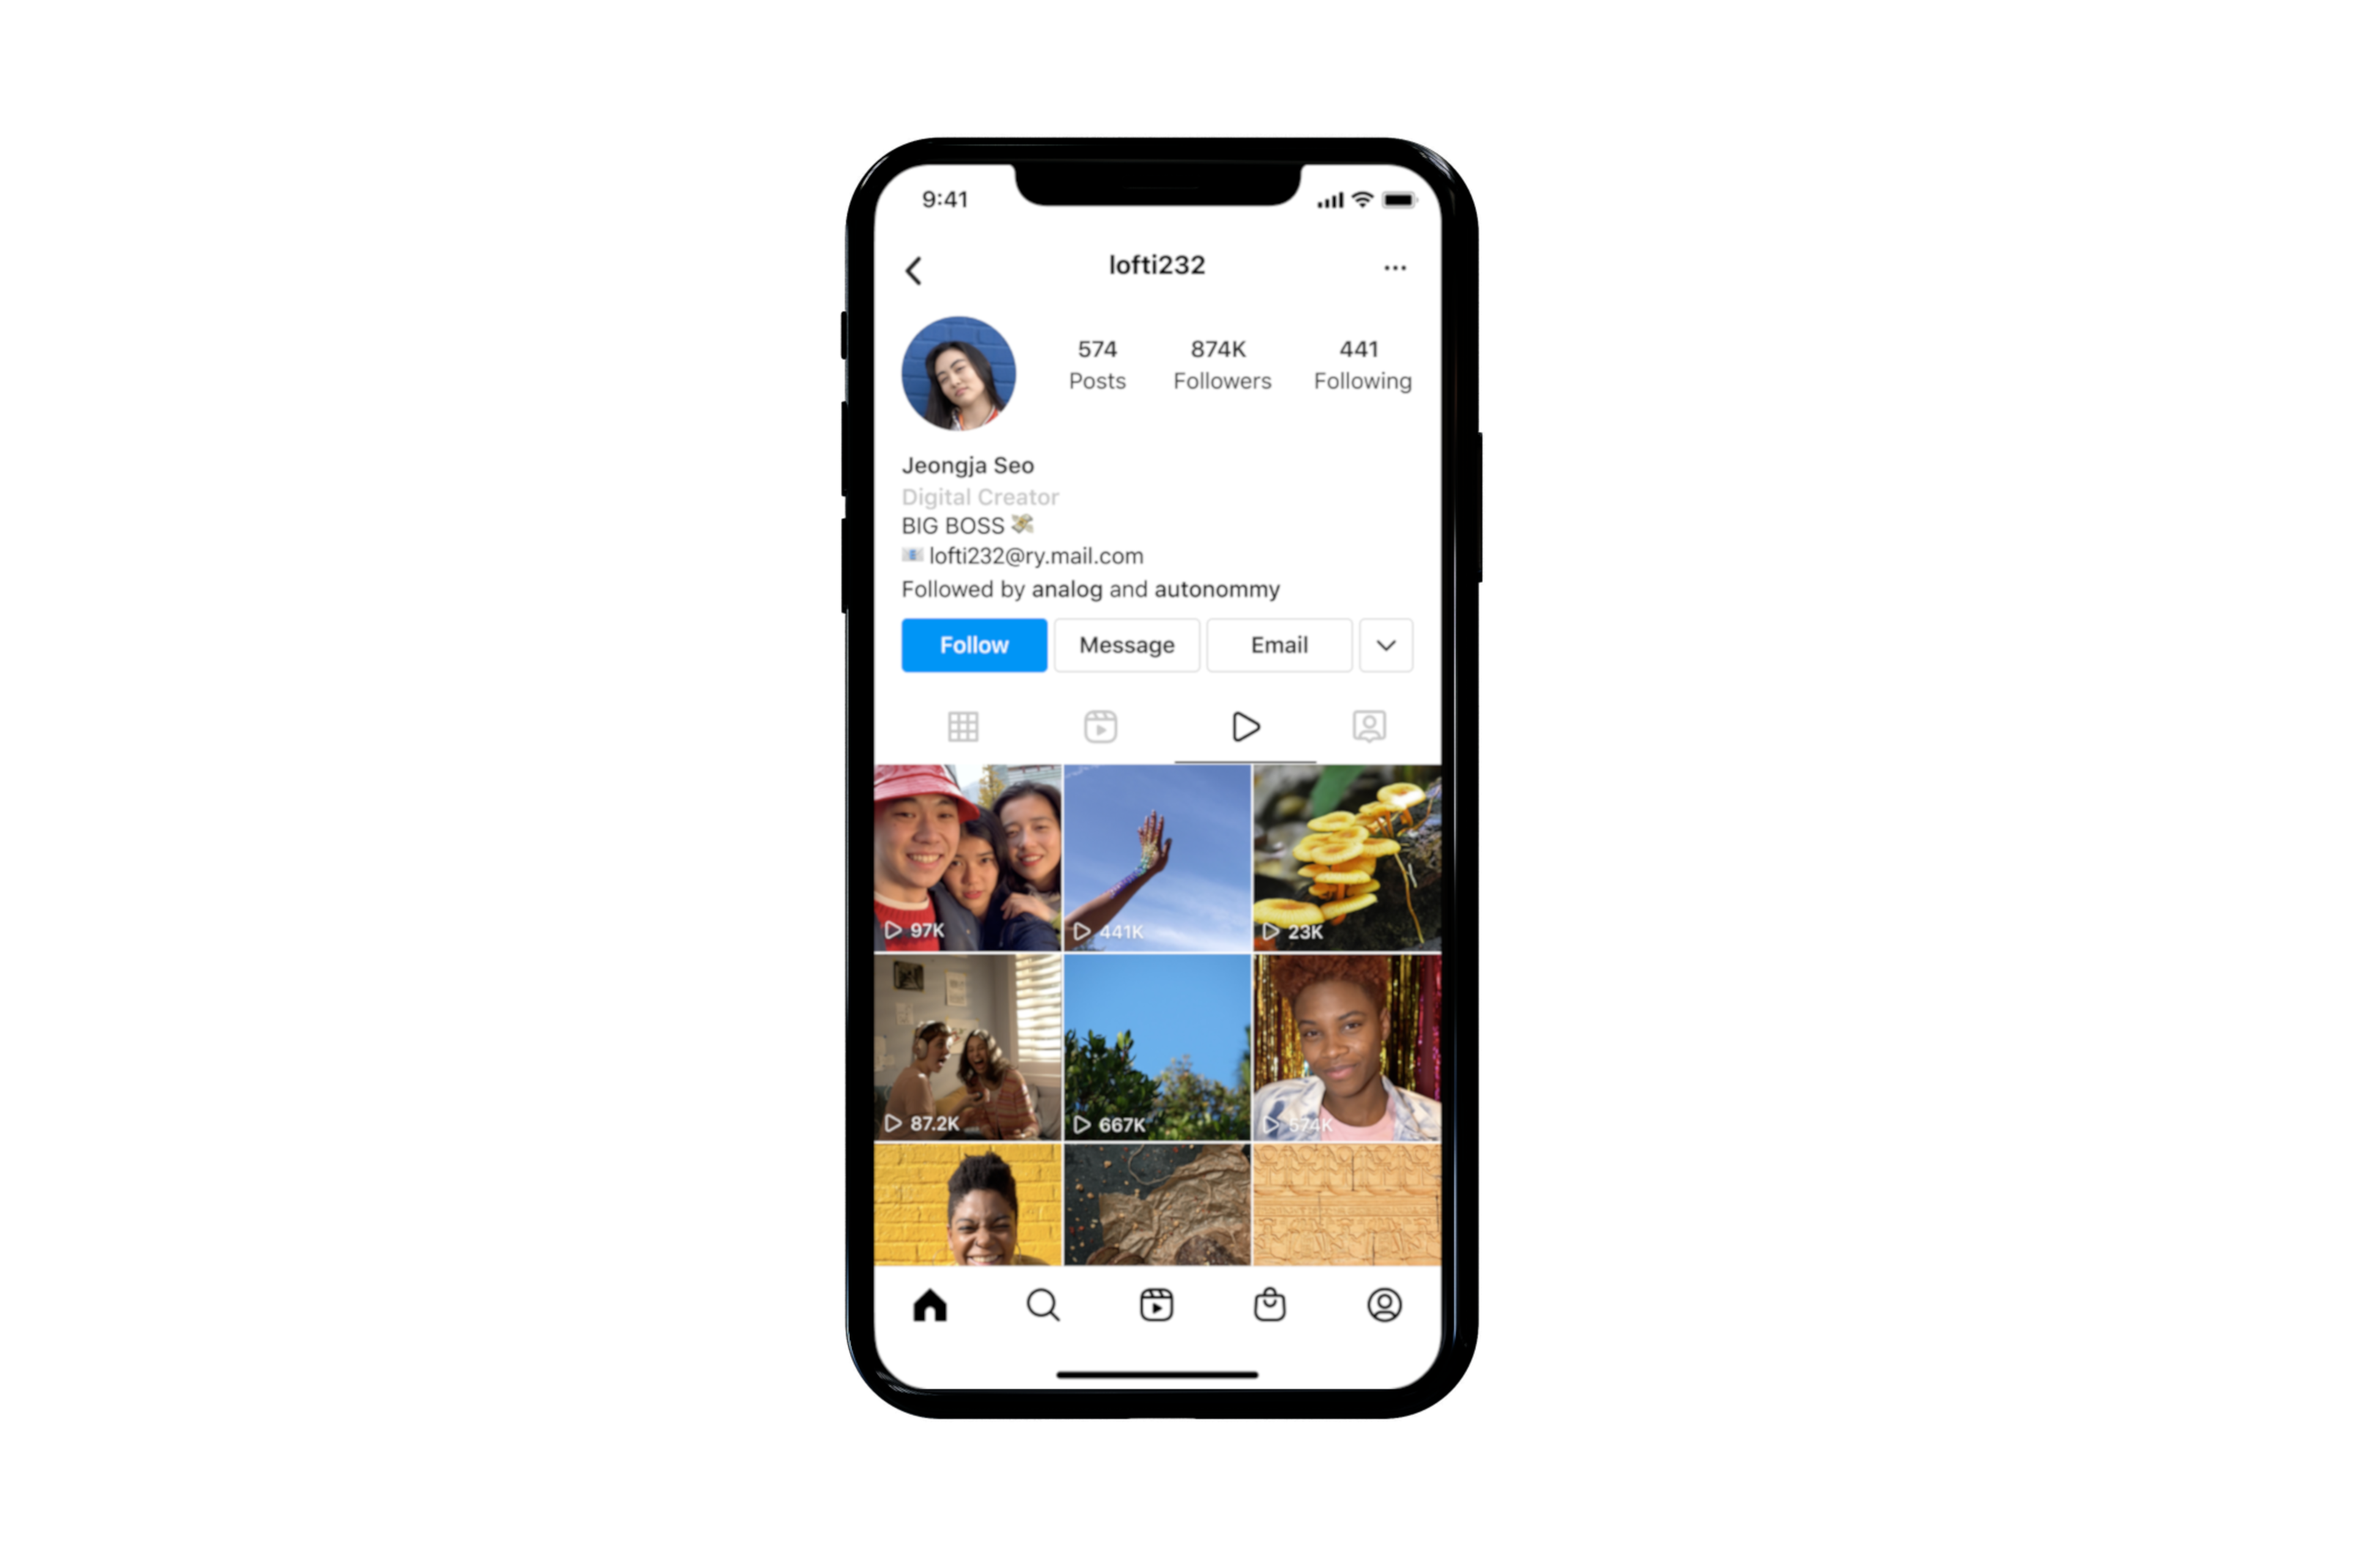 9:41
lofti232
574 874K 441
Posts Followers Following
Jeongja Seo
Digital Creator
BIG BOSS 💸
📧 lofti232@ry.mail.com
Followed by analog and autonommy
Follow Message Email
97K 441K 23K
87.2K 667K 574K